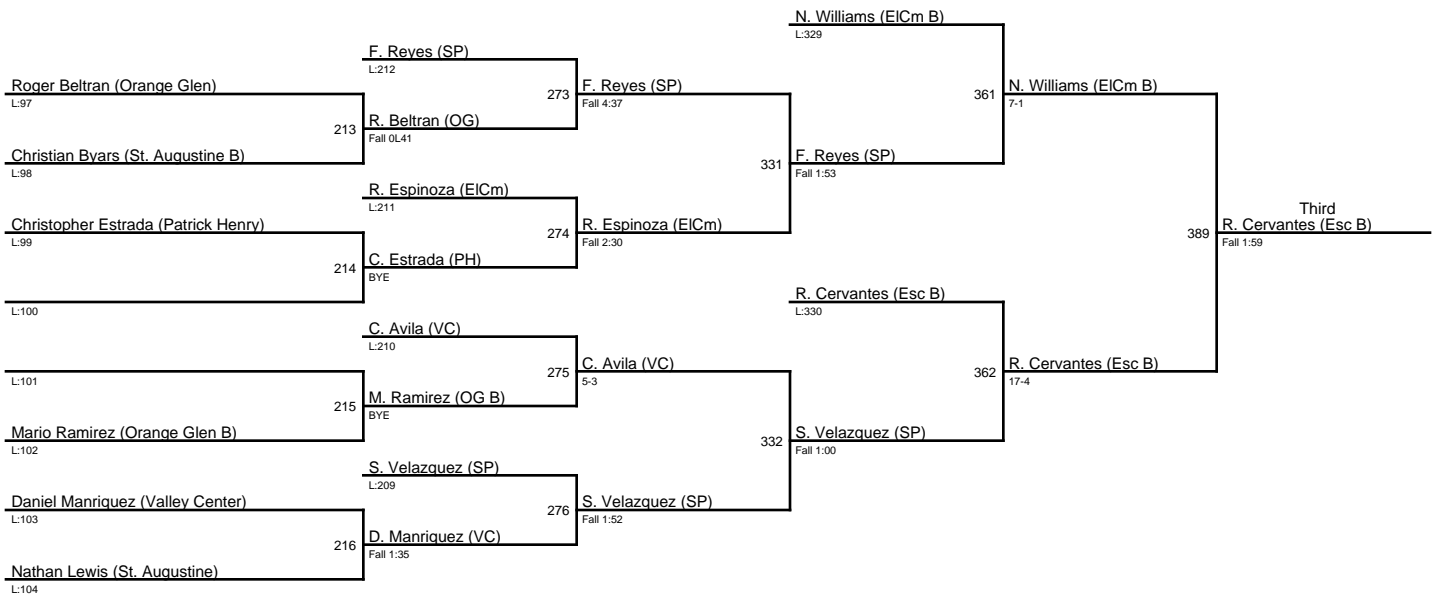 N. Williams (ElCm B)
L:329
F. Reyes (SP)
L:212
Roger Beltran (Orange Glen)
L:97
273
F. Reyes (SP)
Fall 4:37
361
N. Williams (ElCm B)
7-1
213
R. Beltran (OG)
Fall 0L41
Christian Byars (St. Augustine B)
L:98
331
F. Reyes (SP)
Fall 1:53
R. Espinoza (ElCm)
L:211
Christopher Estrada (Patrick Henry)
L:99
274
R. Espinoza (ElCm)
Fall 2:30
Third
389
R. Cervantes (Esc B)
Fall 1:59
214
C. Estrada (PH)
BYE
L:100
R. Cervantes (Esc B)
L:330
C. Avila (VC)
L:210
L:101
275
C. Avila (VC)
5-3
362
R. Cervantes (Esc B)
17-4
215
M. Ramirez (OG B)
BYE
Mario Ramirez (Orange Glen B)
L:102
332
S. Velazquez (SP)
Fall 1:00
S. Velazquez (SP)
L:209
Daniel Manriquez (Valley Center)
L:103
276
S. Velazquez (SP)
Fall 1:52
216
D. Manriquez (VC)
Fall 1:35
Nathan Lewis (St. Augustine)
L:104